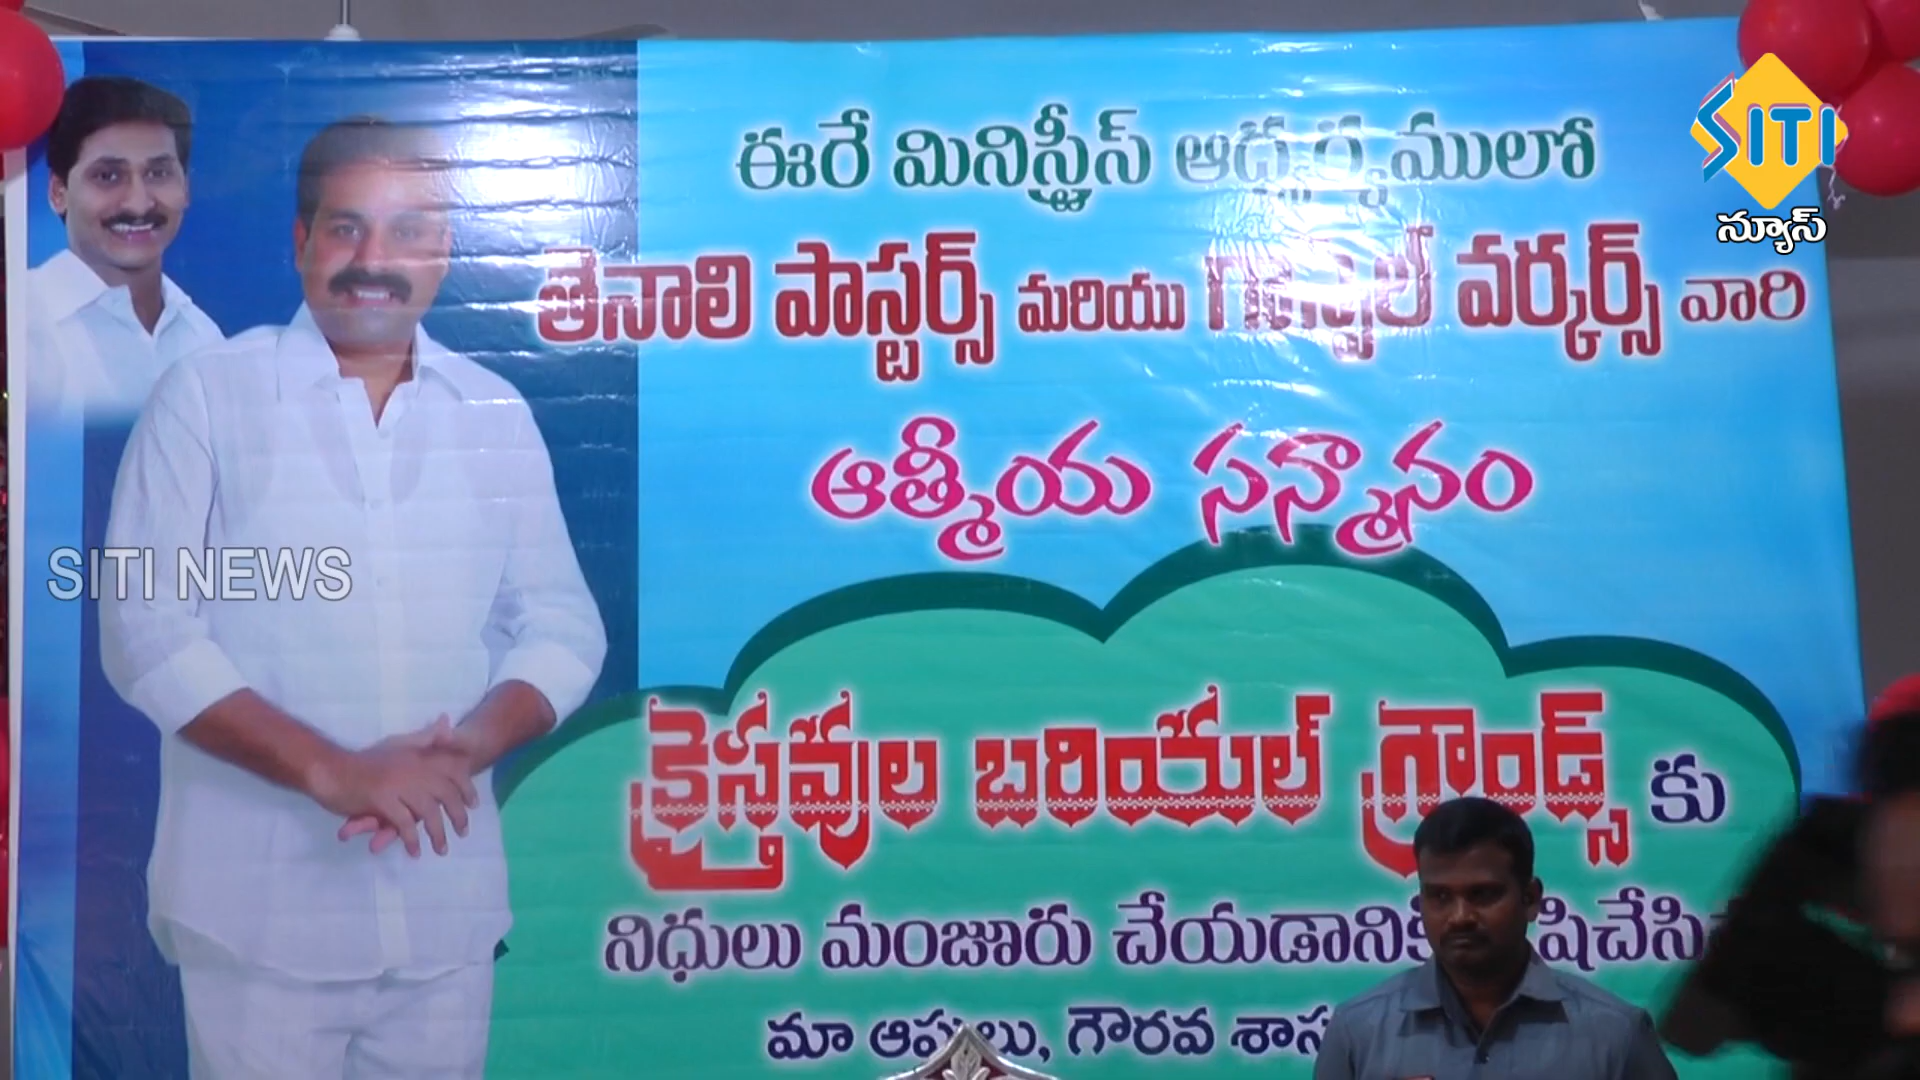 ఈరే మినిస్ట్రీస్ ఆధ్వర్యములో
SITI
న్యూస్
తెనాలి పాస్టర్స్ మరియు గాస్పల్ వర్కర్స్ వారి
ఆత్మీయ సన్మానం
SITI NEWS
క్రైస్తవుల బరియల్ గ్రౌండ్స్ కు
నిధులు మంజూరు చేయడానికి
మా ఆప్తులు, గౌరవ